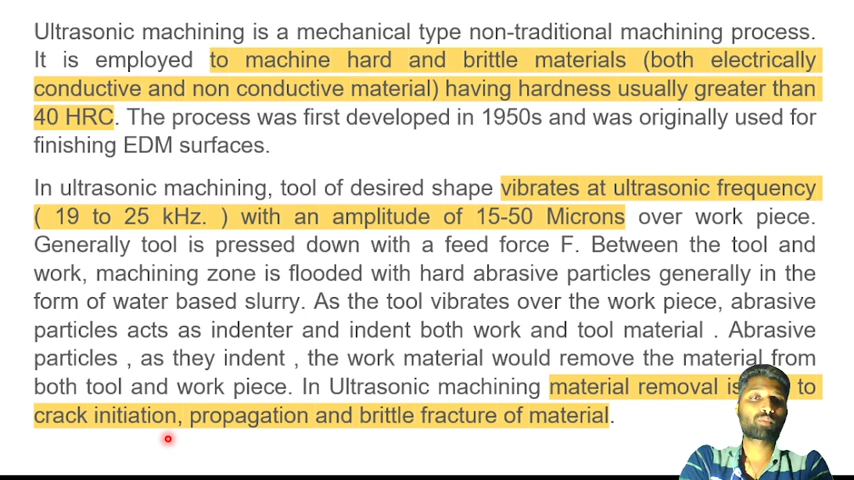 Ultrasonic machining is a mechanical type non-traditional machining process.
It is employed to machine hard and brittle materials (both electrically
conductive and non conductive material) having hardness usually greater than
40 HRC. The process was first developed in 1950s and was originally used for
finishing EDM surfaces.
In ultrasonic machining, tool of desired shape vibrates at ultrasonic frequency
( 19 to 25 kHz. ) with an amplitude of 15-50 Microns over work piece.
Generally tool is pressed down with a feed force F. Between the tool and
work, machining zone is flooded with hard abrasive particles generally in the
form of water based slurry. As the tool vibrates over the work piece, abrasive
particles acts as indenter and indent both work and tool material . Abrasive
particles , as they indent , the work material would remove the material from
both tool and work piece. In Ultrasonic machining material removal is to
crack initiation, propagation and brittle fracture of material.